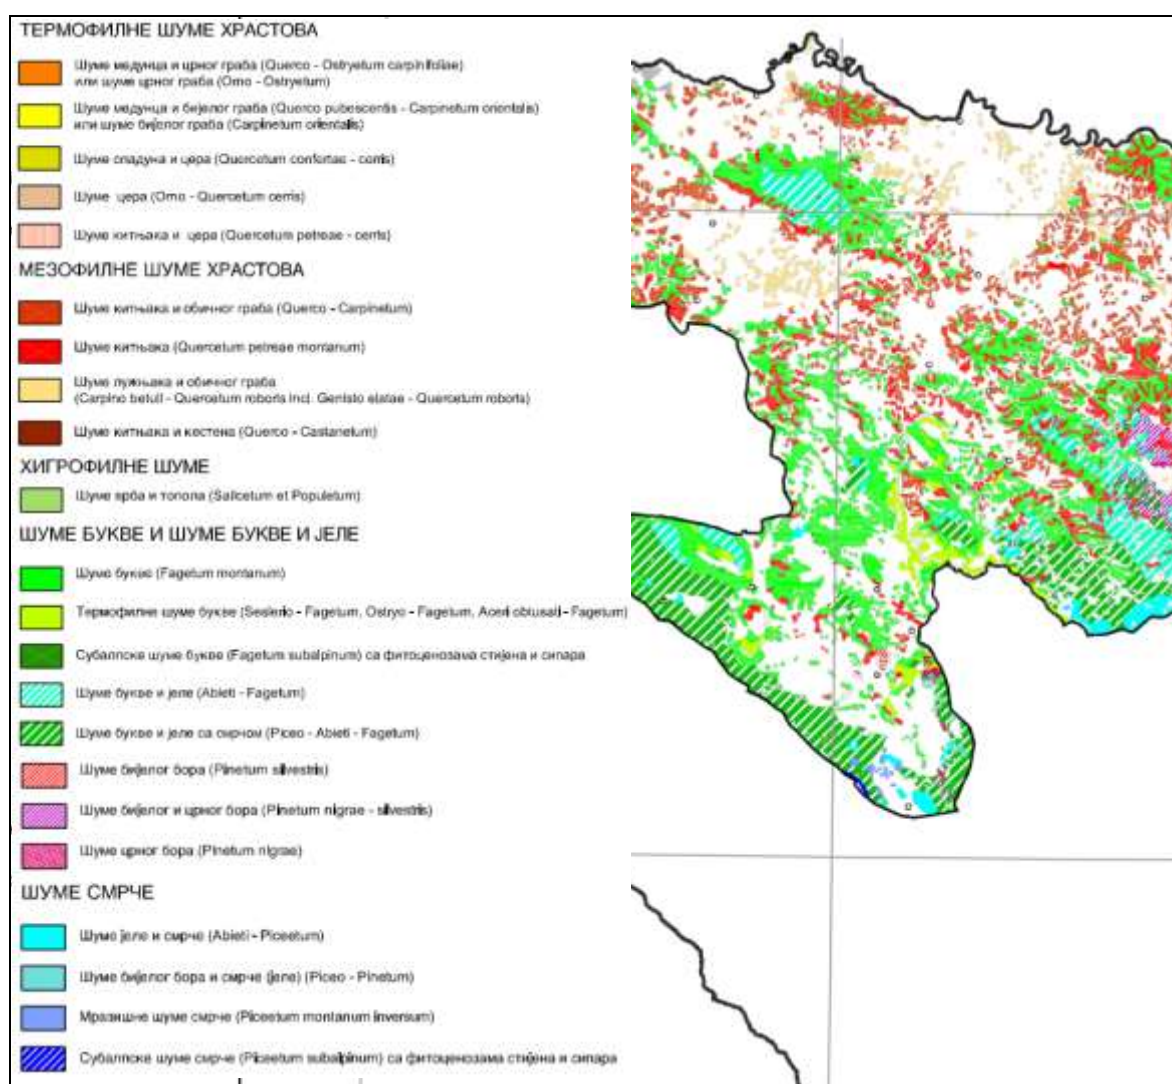 ТЕРМОФИЛНЕ ШУМЕ ХРАСТОВА
Шуме медунца и црног граба (Querco - Ostryetum carpinifoliae)
или шуме црног граба (Orno - Ostryetum)
Шуме медунца и бијелог граба (Querco pubescentis - Carpinetum orientalis)
или шуме бијелог граба (Carpinetum orientalis)
Шуме сладуна и цера (Quercetum confertae - cerris)
Шуме цера (Orno - Quercetum cerris)
Шуме китњака и цера (Quercetum petreae - cerris)
МЕЗОФИЛНЕ ШУМЕ ХРАСТОВА
Шуме китњака и обичног граба (Querco - Carpinetum)
Шуме китњака (Quercetum petreae montanum)
Шуме лужњака и обичног граба
(Carpino betuli - Quercetum roboris incl. Genisto elatae - Quercetum roboris)
Шуме китњака и кестена (Querco - Castanetum)
ХИГРОФИЛНЕ ШУМЕ
Шуме врба и топола (Salicetum et Populetum)
ШУМЕ БУКВЕ И ШУМЕ БУКВЕ И ЈЕЛЕ
Шуме букве (Fagetum montanum)
Термофилне шуме букве (Seslerio - Fagetum, Ostryo - Fagetum, Aceri obtusati - Fagetum)
Субалпске шуме букве (Fagetum subalpinum) са фитоценозама стијена и сипара
Шуме букве и јеле (Abieti - Fagetum)
Шуме букве и јеле са смрчом (Piceo - Abieti - Fagetum)
Шуме бијелог бора (Pinetum silvestris)
Шуме бијелог и црног бора (Pinetum nigrae - silvestris)
Шуме црног бора (Pinetum nigrae)
ШУМЕ СМРЧЕ
Шуме јеле и смрче (Abieti - Piceetum)
Шуме бијелог бора и смрче (јеле) (Piceo - Pinetum)
Мразишне шуме смрче (Piceetum montanum inversum)
Субалпске шуме смрче (Piceetum subalpinum) са фитоценозама стијена и сипара